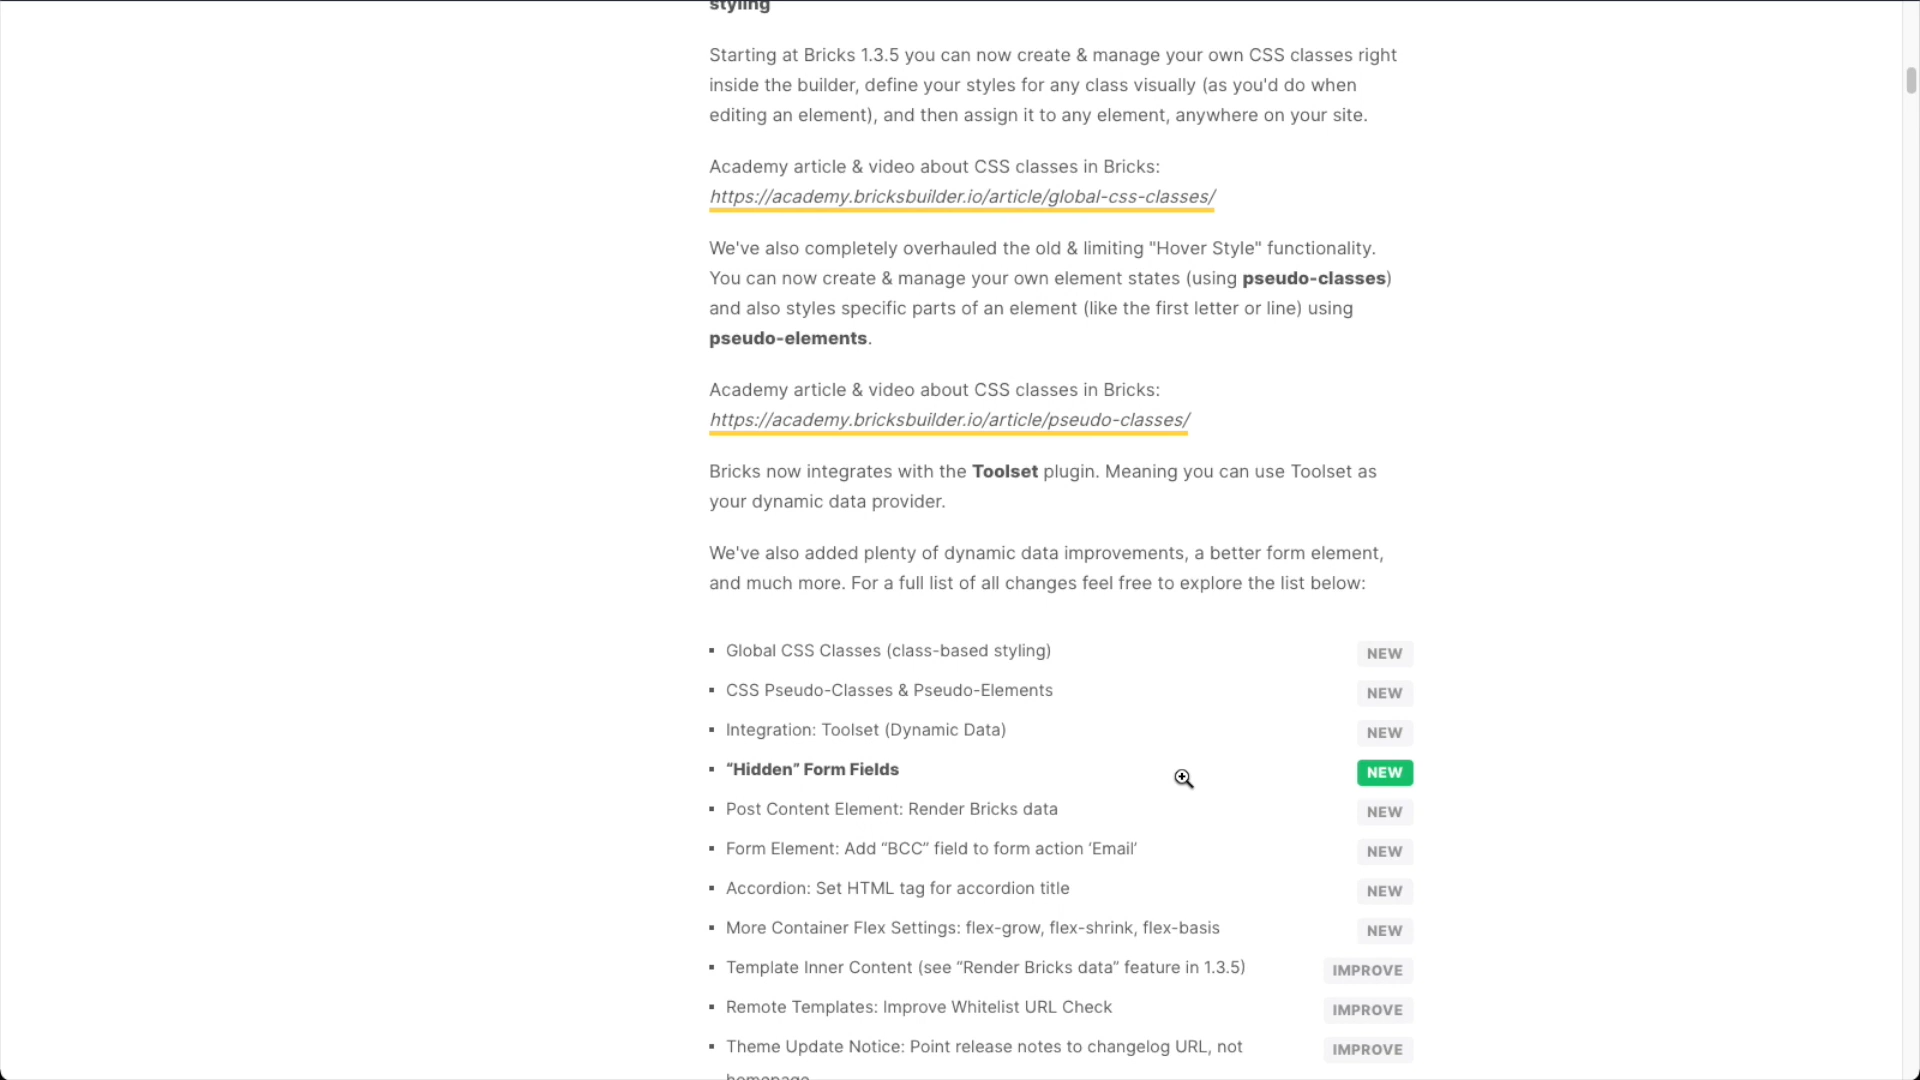 styling
Starting at Bricks 1.3.5 you can now create & manage your own CSS classes right
inside the builder, define your styles for any class visually (as you'd do when
editing an element), and then assign it to any element, anywhere on your site.
Academy article & video about CSS classes in Bricks:
https://academy.bricksbuilder.io/article/global-css-classes/
We've also completely overhauled the old & limiting "Hover Style" functionality.
You can now create & manage your own element states (using pseudo-classes)
and also styles specific parts of an element (like the first letter or line) using
pseudo-elements.
Academy article & video about CSS classes in Bricks:
https://academy.bricksbuilder.io/article/pseudo-classes/
Bricks now integrates with the Toolset plugin. Meaning you can use Toolset as
your dynamic data provider.
We've also added plenty of dynamic data improvements, a better form element,
and much more. For a full list of all changes feel free to explore the list below:
▪ Global CSS Classes (class-based styling) NEW
▪ CSS Pseudo-Classes & Pseudo-Elements NEW
▪ Integration: Toolset (Dynamic Data) NEW
▪ “Hidden” Form Fields NEW
▪ Post Content Element: Render Bricks data NEW
▪ Form Element: Add “BCC” field to form action ‘Email’ NEW
▪ Accordion: Set HTML tag for accordion title NEW
▪ More Container Flex Settings: flex-grow, flex-shrink, flex-basis NEW
▪ Template Inner Content (see “Render Bricks data” feature in 1.3.5) IMPROVE
▪ Remote Templates: Improve Whitelist URL Check IMPROVE
▪ Theme Update Notice: Point release notes to changelog URL, not IMPROVE
homepage